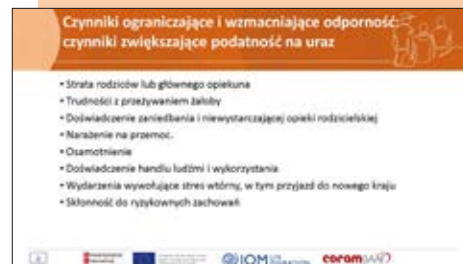 Czynniki ograniczające i wzmacniające odporność:
czynniki zwiększające podatność na uraz
• Strata rodziców lub głównego opiekuna
• Trudności z przeżywaniem żałoby
• Doświadczenie zaniedbania i niewystarczającej opieki rodzicielskiej
• Narażenie na przemoc.
• Osamotnienie
• Doświadczenie handlu ludźmi i wykorzystania
• Wydarzenia wywołujące stres wtórny, w tym przyjazd do nowego kraju
• Skłonność do ryzykownych zachowań
IOM
coram